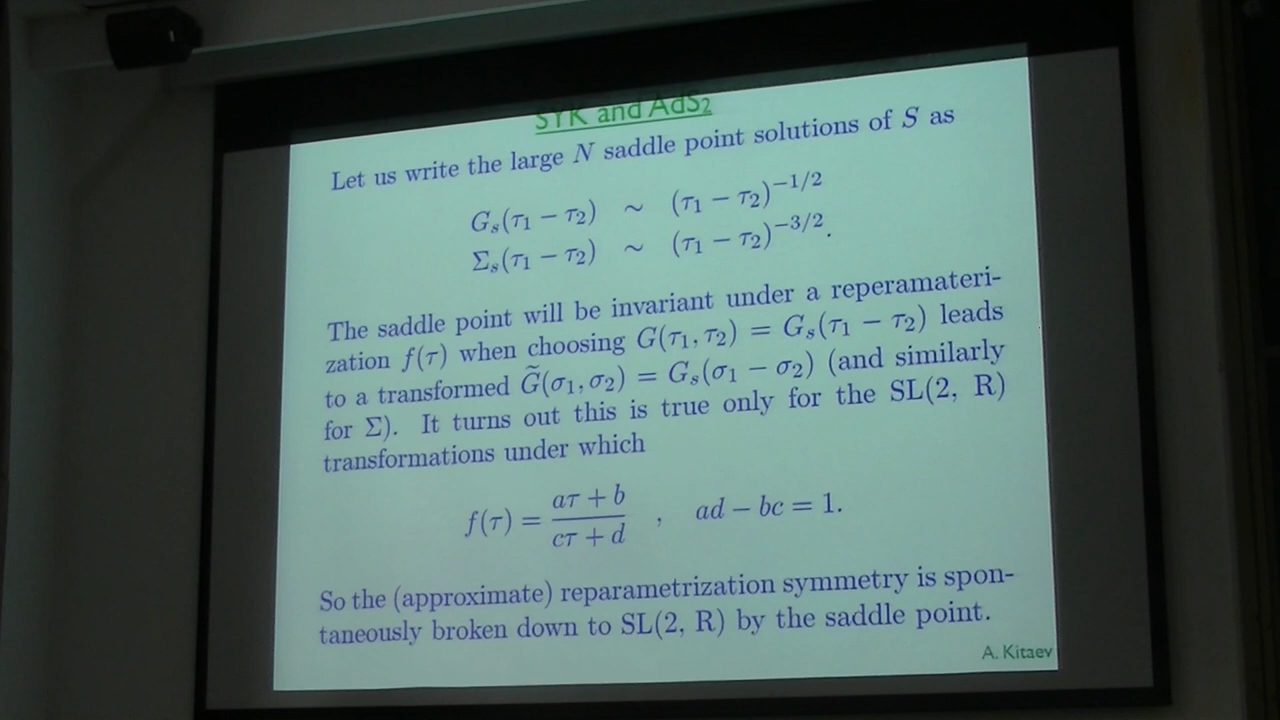 SYK and AdS₂
Let us write the large N saddle point solutions of S as
Gₛ(τ₁ − τ₂) ∼ (τ₁ − τ₂)^{−1/2}
Σₛ(τ₁ − τ₂) ∼ (τ₁ − τ₂)^{−3/2}.
The saddle point will be invariant under a reperamateri-
zation f(τ) when choosing G(τ₁, τ₂) = Gₛ(τ₁ − τ₂) leads
to a transformed G̃(σ₁, σ₂) = Gₛ(σ₁ − σ₂) (and similarly
for Σ). It turns out this is true only for the SL(2, R)
transformations under which
f(τ) = (aτ + b)/(cτ + d) , ad − bc = 1.
So the (approximate) reparametrization symmetry is spon-
taneously broken down to SL(2, R) by the saddle point.
A. Kitaev